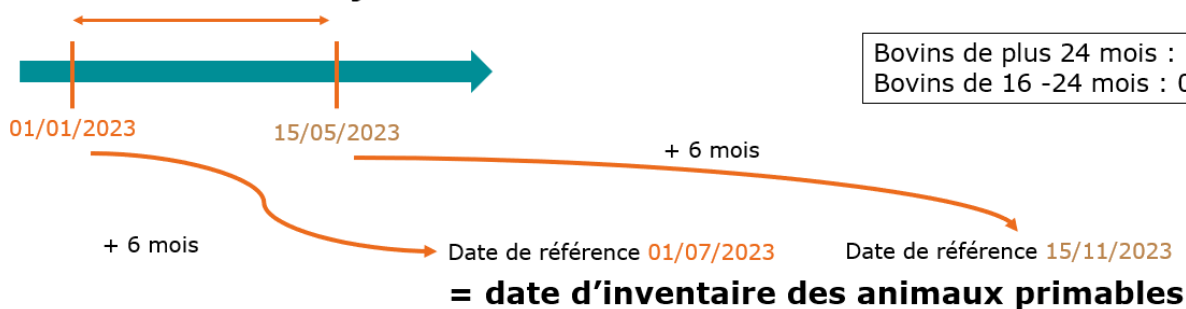 Bovins de plus 24 mois :
Bovins de 16 -24 mois :
01/01/2023
15/05/2023
+ 6 mois
+ 6 mois
Date de référence 01/07/2023
Date de référence 15/11/2023
= date d’inventaire des animaux primables